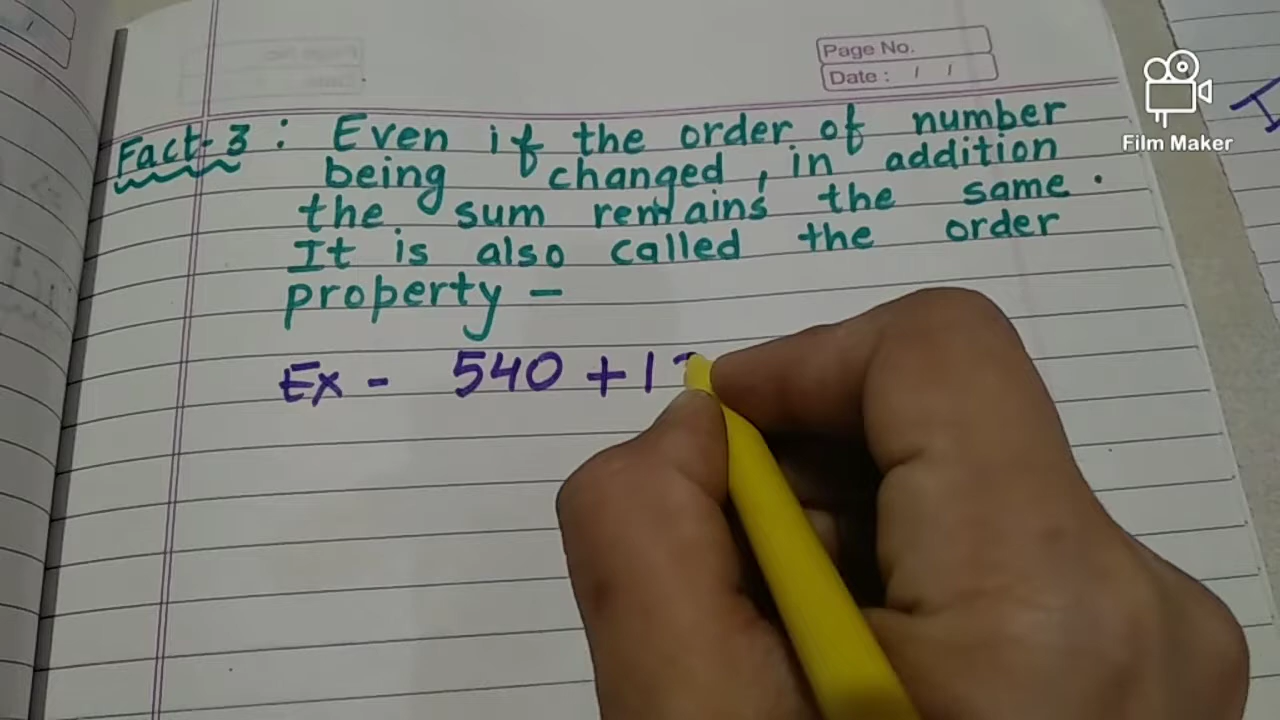 Page No.
Date : / /
Film Maker
Fact-3 : Even if the order of number
being changed, in addition
the sum remains the same.
It is also called the order
property -
Ex - 540 + 1